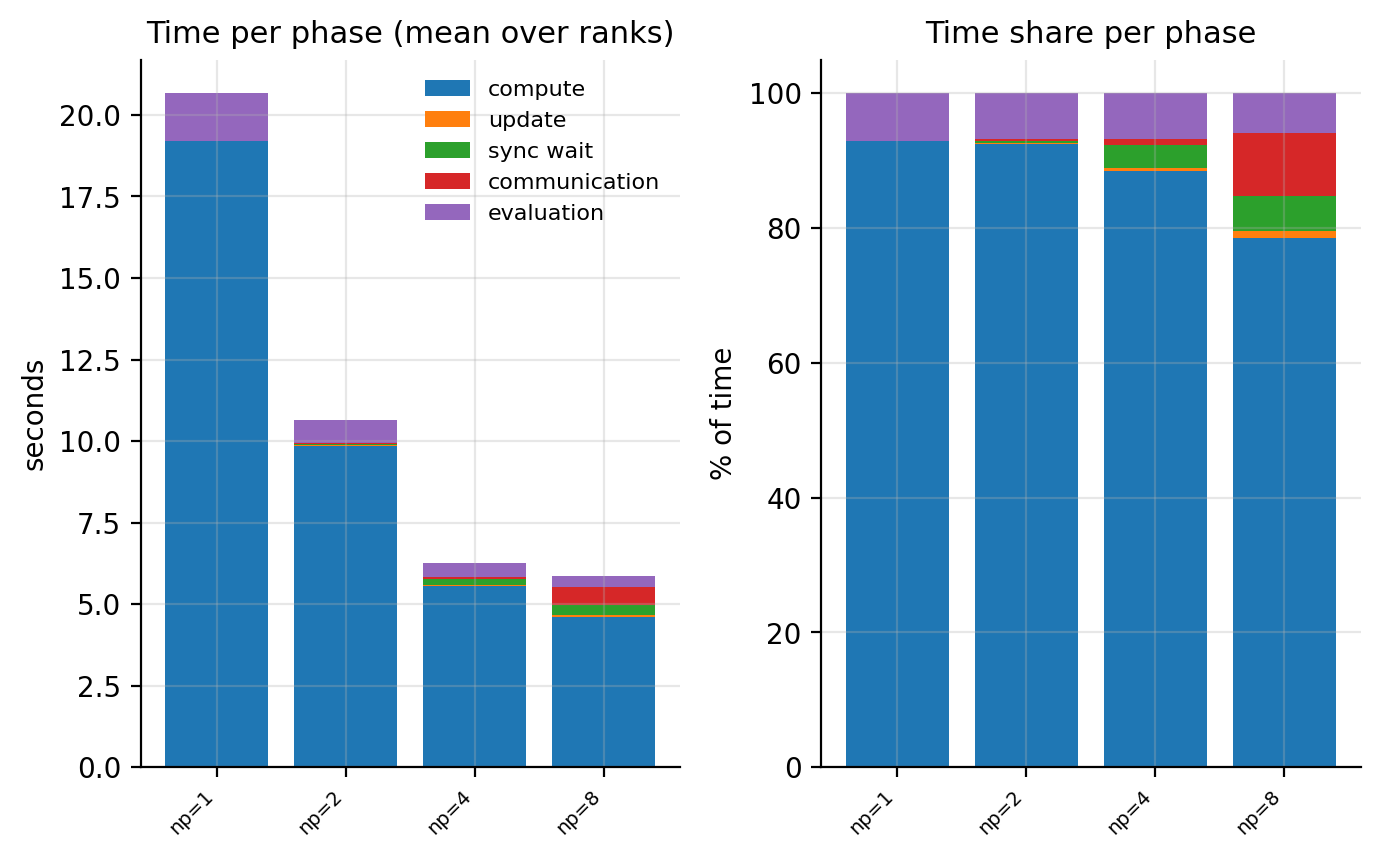 Time per phase (mean over ranks)
20.0
17.5
15.0
12.5
10.0
7.5
5.0
2.5
0.0
seconds
compute
update
sync wait
communication
evaluation
np=1
np=2
np=4
np=8
Time share per phase
100
80
60
40
20
0
% of time
np=1
np=2
np=4
np=8